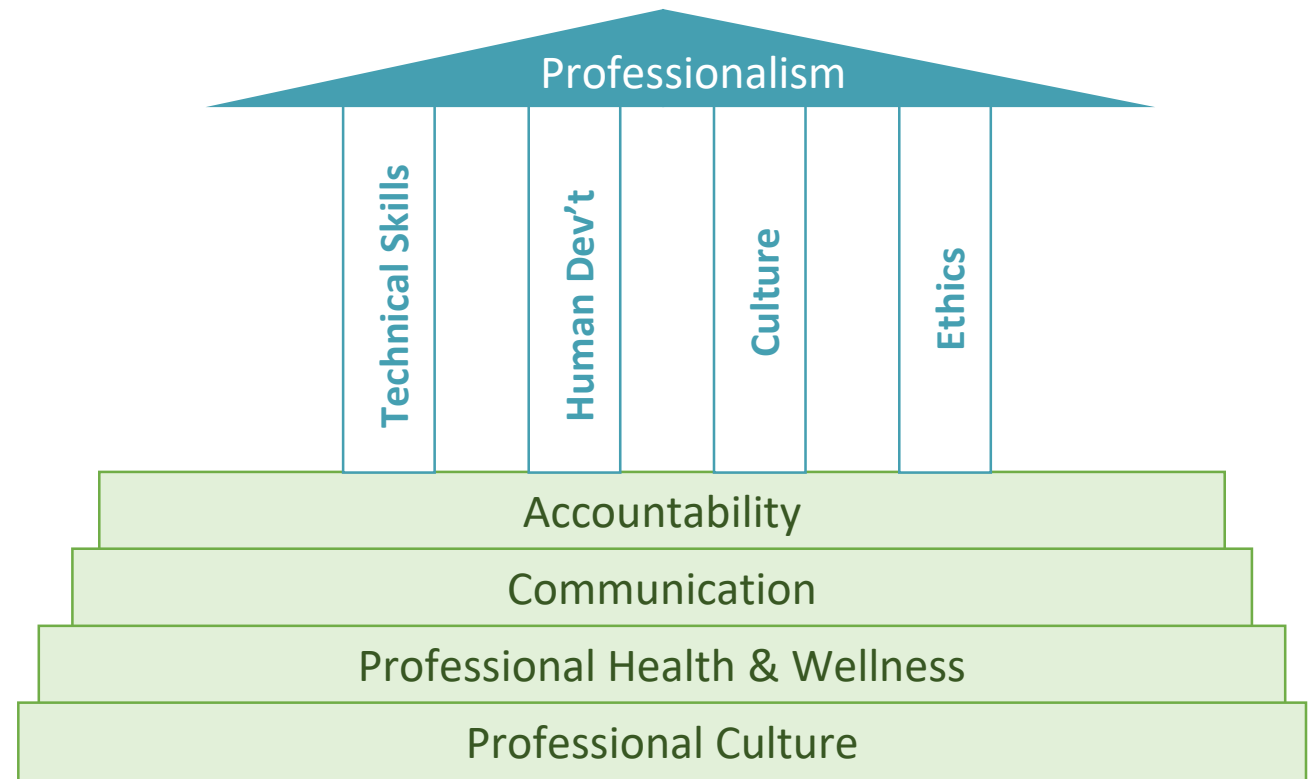 Professionalism
Technical Skills
Human Dev’t
Culture
Ethics
Accountability
Communication
Professional Health & Wellness
Professional Culture